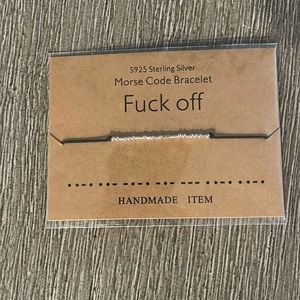 S925 Sterling Silver
Morse Code Bracelet
Fuck off
HANDMADE ITEM